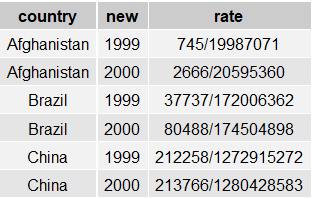 country new rate
Afghanistan 1999 745/19987071
Afghanistan 2000 2666/20595360
Brazil 1999 37737/172006362
Brazil 2000 80488/174504898
China 1999 212258/1272915272
China 2000 213766/1280428583